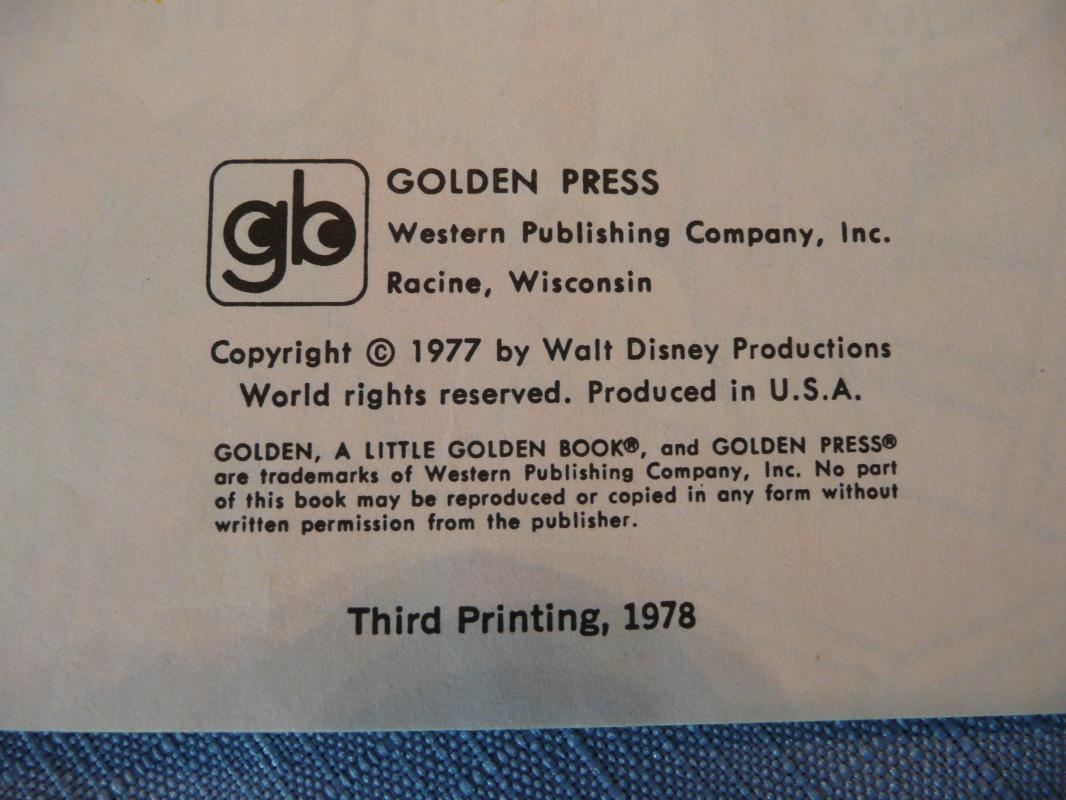 gb
GOLDEN PRESS
Western Publishing Company, Inc.
Racine, Wisconsin
Copyright © 1977 by Walt Disney Productions
World rights reserved. Produced in U.S.A.
GOLDEN, A LITTLE GOLDEN BOOK®, and GOLDEN PRESS®
are trademarks of Western Publishing Company, Inc. No part
of this book may be reproduced or copied in any form without
written permission from the publisher.
Third Printing, 1978